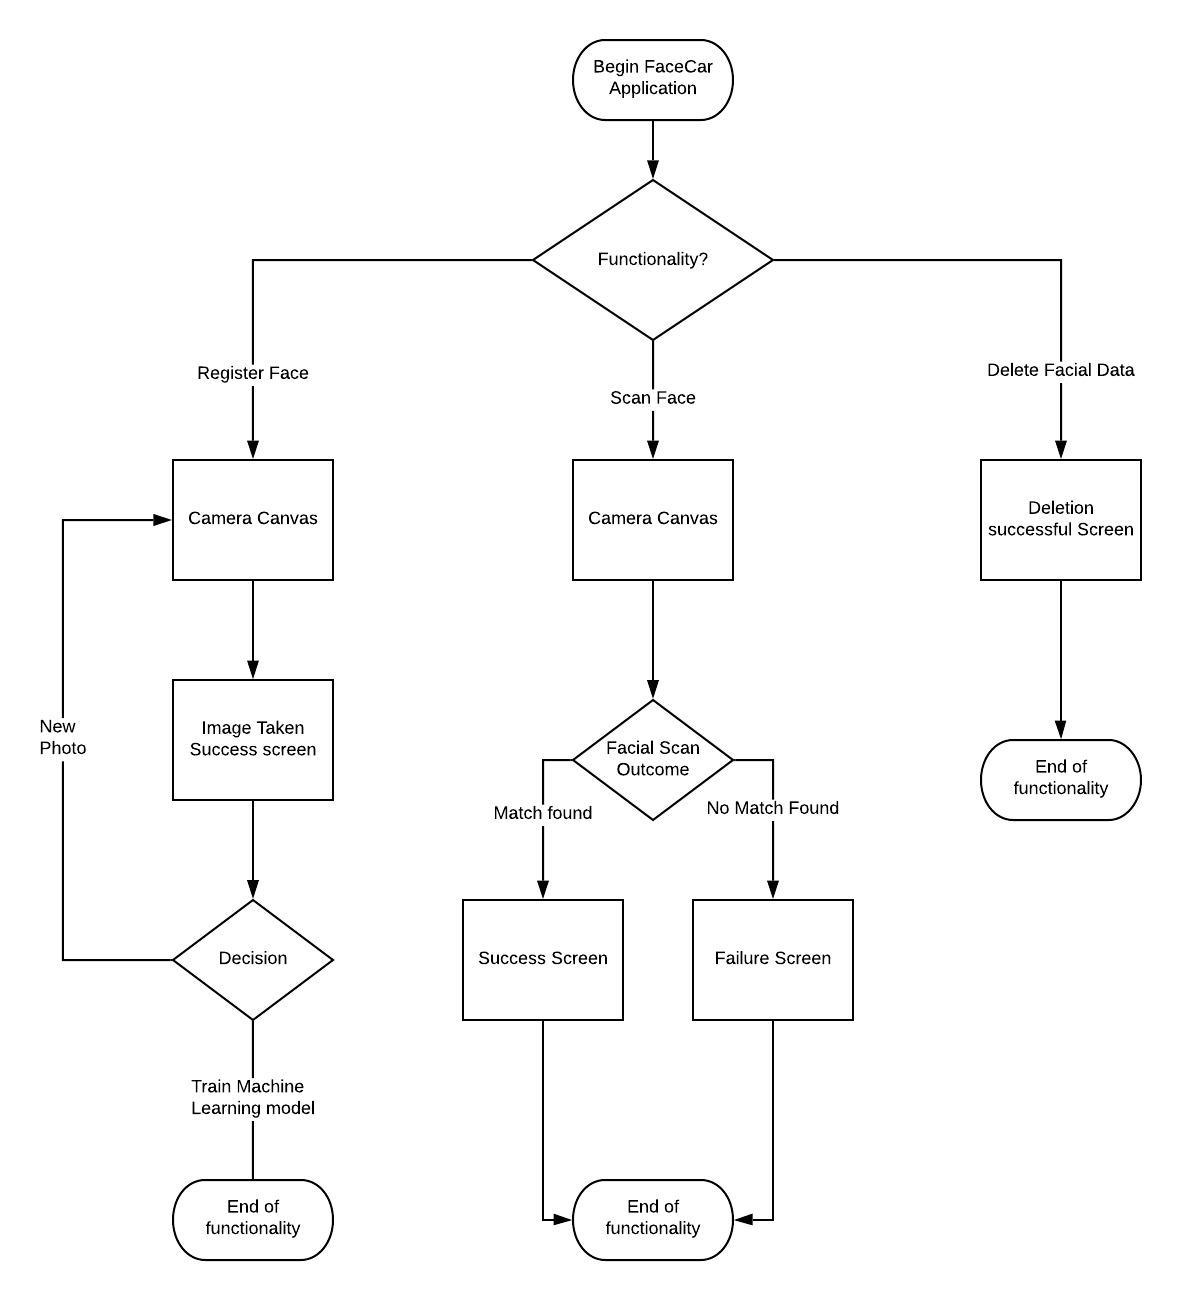 Begin FaceCar
Application
Functionality?
Register Face
Scan Face
Delete Facial Data
Camera Canvas
Camera Canvas
Deletion
successful Screen
New
Photo
Image Taken
Success screen
Facial Scan
Outcome
Match found
No Match Found
End of
functionality
Decision
Success Screen
Failure Screen
Train Machine
Learning model
End of
functionality
End of
functionality